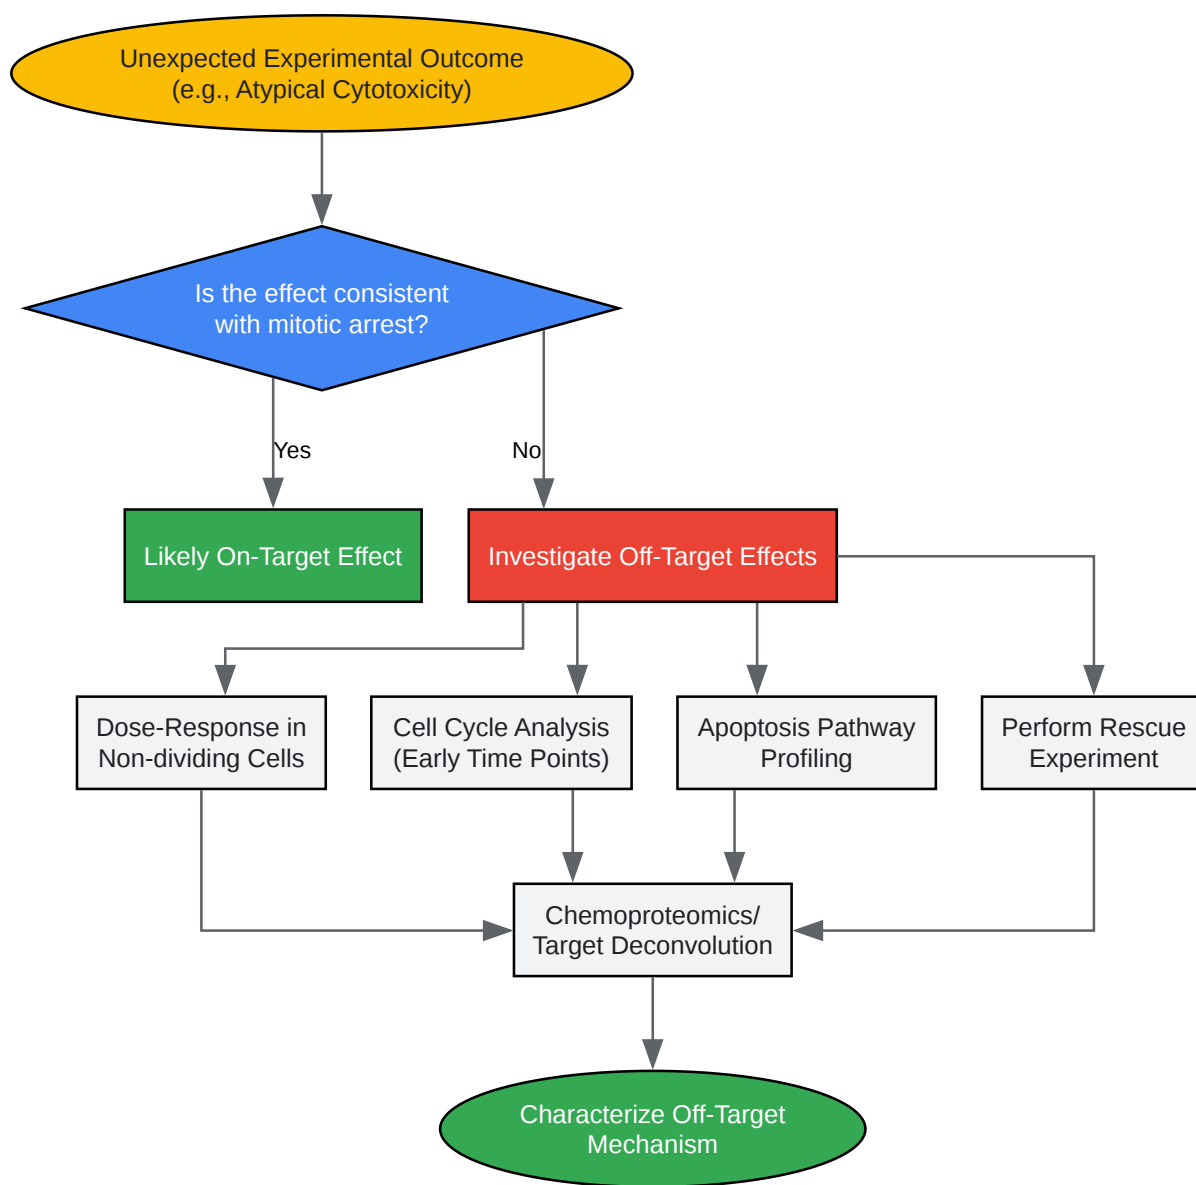 Unexpected Experimental Outcome
(e.g., Atypical Cytotoxicity)
Is the effect consistent
with mitotic arrest?
Yes
No
Likely On-Target Effect
Investigate Off-Target Effects
Dose-Response in
Non-dividing Cells
Cell Cycle Analysis
(Early Time Points)
Apoptosis Pathway
Profiling
Perform Rescue
Experiment
Chemoproteomics/
Target Deconvolution
Characterize Off-Target
Mechanism